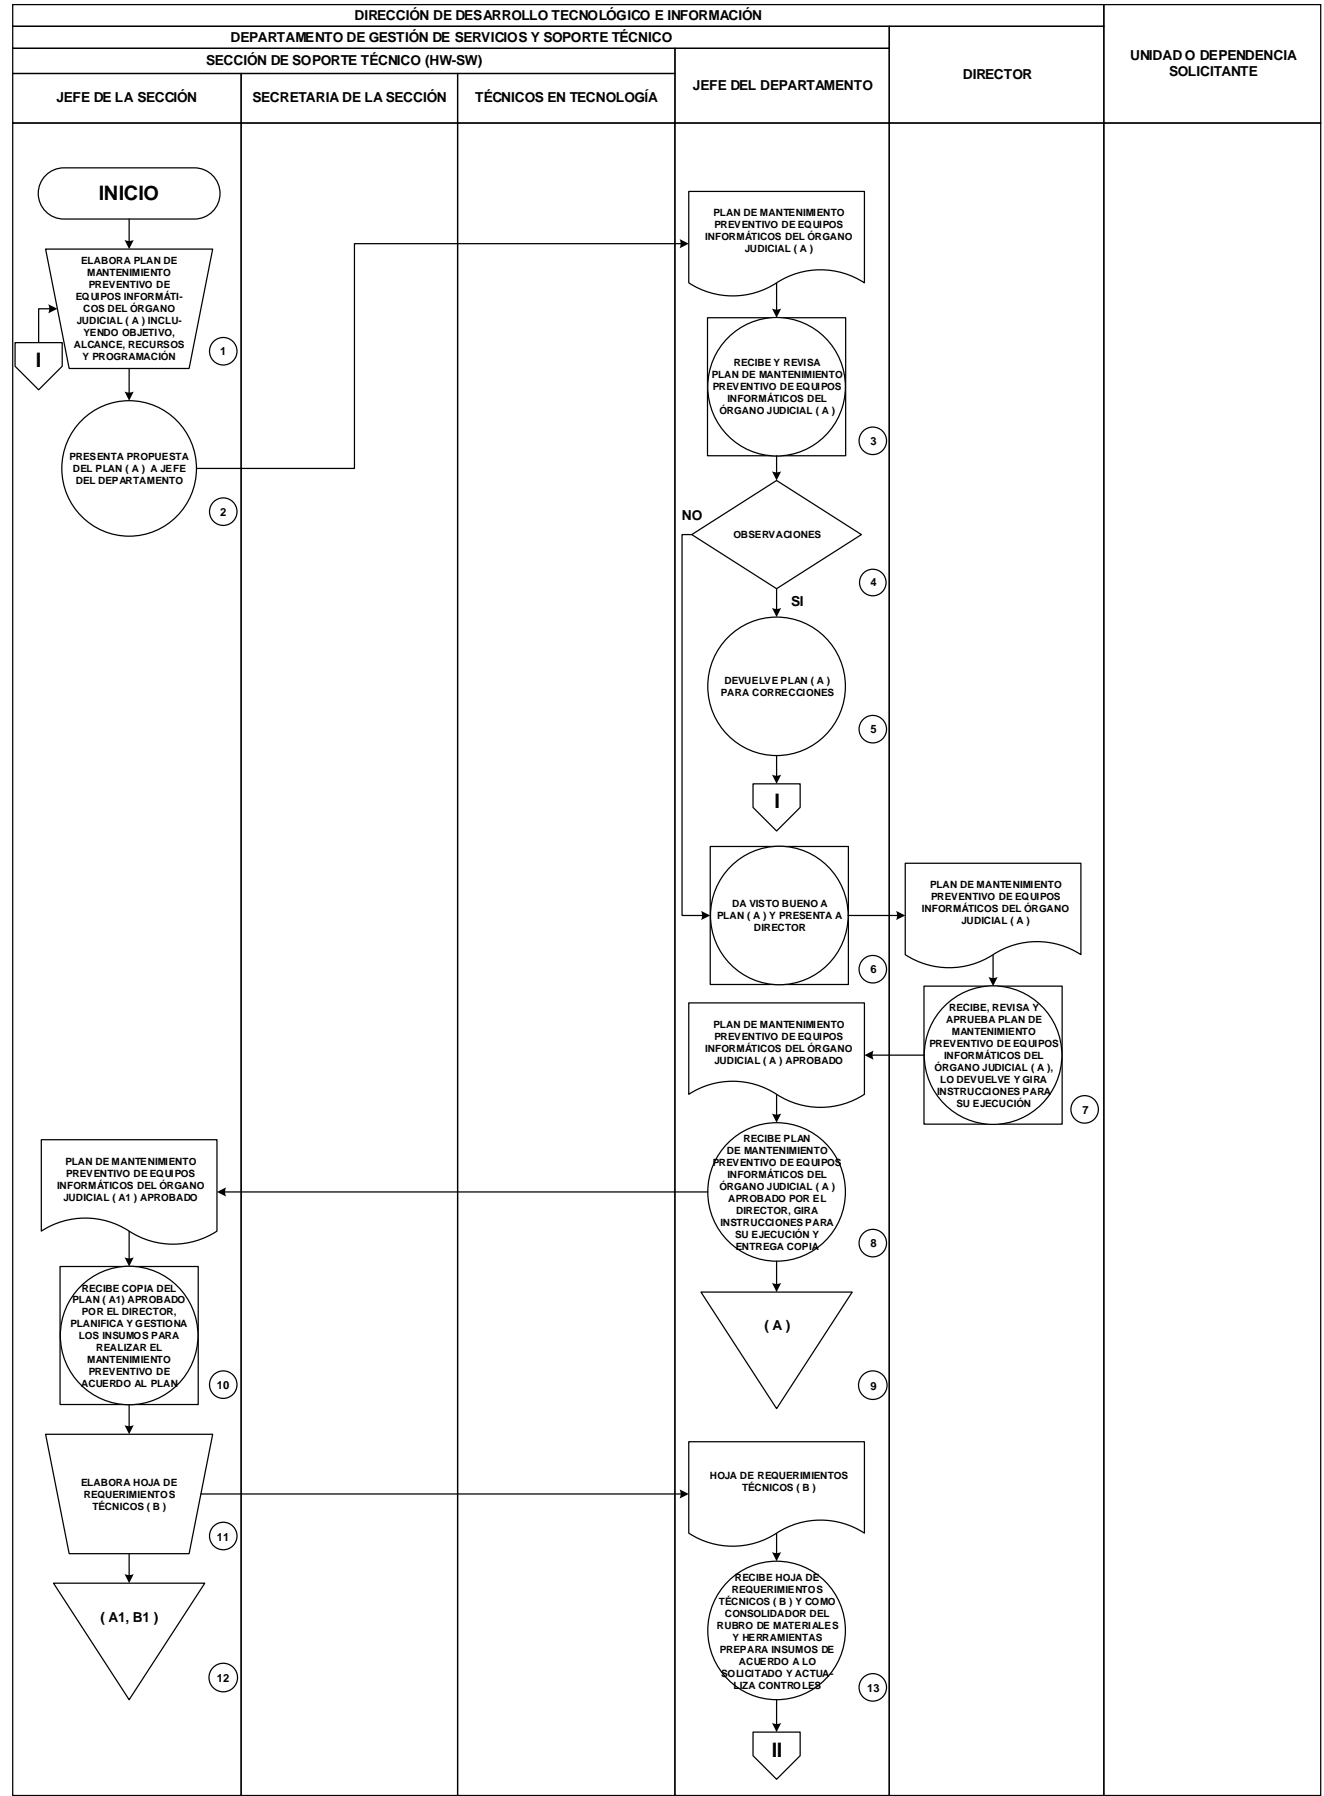 DIRECCIÓN DE DESARROLLO TECNOLÓGICO E INFORMACIÓN
DEPARTAMENTO DE GESTIÓN DE SERVICIOS Y SOPORTE TÉCNICO
SECCIÓN DE SOPORTE TÉCNICO (HW-SW)
JEFE DE LA SECCIÓN
SECRETARIA DE LA SECCIÓN
TÉCNICOS EN TECNOLOGÍA
JEFE DEL DEPARTAMENTO
DIRECTOR
UNIDAD O DEPENDENCIA
SOLICITANTE
INICIO
ELABORA PLAN DE
MANTENIMIENTO
PREVENTIVO DE
EQUIPOS INFORMÁTI-
COS DEL ÓRGANO
JUDICIAL ( A ) INCLU-
YENDO OBJETIVO,
ALCANCE, RECURSOS
Y PROGRAMACIÓN
1
I
PRESENTA PROPUESTA
DEL PLAN ( A ) A JEFE
DEL DEPARTAMENTO
2
PLAN DE MANTENIMIENTO
PREVENTIVO DE EQUIPOS
INFORMÁTICOS DEL ÓRGANO
JUDICIAL ( A )
RECIBE Y REVISA
PLAN DE MANTENIMIENTO
PREVENTIVO DE EQUIPOS
INFORMÁTICOS DEL
ÓRGANO JUDICIAL ( A )
3
NO
OBSERVACIONES
4
SI
DEVUELVE PLAN ( A )
PARA CORRECCIONES
5
I
DA VISTO BUENO A
PLAN ( A ) Y PRESENTA A
DIRECTOR
6
PLAN DE MANTENIMIENTO
PREVENTIVO DE EQUIPOS
INFORMÁTICOS DEL ÓRGANO
JUDICIAL ( A )
RECIBE, REVISA Y
APRUEBA PLAN DE
MANTENIMIENTO
PREVENTIVO DE EQUIPOS
INFORMÁTICOS DEL
ÓRGANO JUDICIAL ( A ),
LO DEVUELVE Y GIRA
INSTRUCCIONES PARA
SU EJECUCIÓN
7
PLAN DE MANTENIMIENTO
PREVENTIVO DE EQUIPOS
INFORMÁTICOS DEL ÓRGANO
JUDICIAL ( A ) APROBADO
RECIBE PLAN
DE MANTENIMIENTO
PREVENTIVO DE EQUIPOS
INFORMÁTICOS DEL
ÓRGANO JUDICIAL ( A )
APROBADO POR EL
DIRECTOR, GIRA
INSTRUCCIONES PARA
SU EJECUCIÓN Y
ENTREGA COPIA
8
( A )
9
PLAN DE MANTENIMIENTO
PREVENTIVO DE EQUIPOS
INFORMÁTICOS DEL ÓRGANO
JUDICIAL ( A1 ) APROBADO
RECIBE COPIA DEL
PLAN ( A1) APROBADO
POR EL DIRECTOR,
PLANIFICA Y GESTIONA
LOS INSUMOS PARA
REALIZAR EL
MANTENIMIENTO
PREVENTIVO DE
ACUERDO AL PLAN
10
ELABORA HOJA DE
REQUERIMIENTOS
TÉCNICOS ( B )
11
( A1, B1 )
12
HOJA DE REQUERIMIENTOS
TÉCNICOS ( B )
RECIBE HOJA DE
REQUERIMIENTOS
TÉCNICOS ( B ) Y COMO
CONSOLIDADOR DEL
RUBRO DE MATERIALES
Y HERRAMIENTAS
PREPARA INSUMOS DE
ACUERDO A LO
SOLICITADO Y ACTUA-
LIZA CONTROLES
13
II